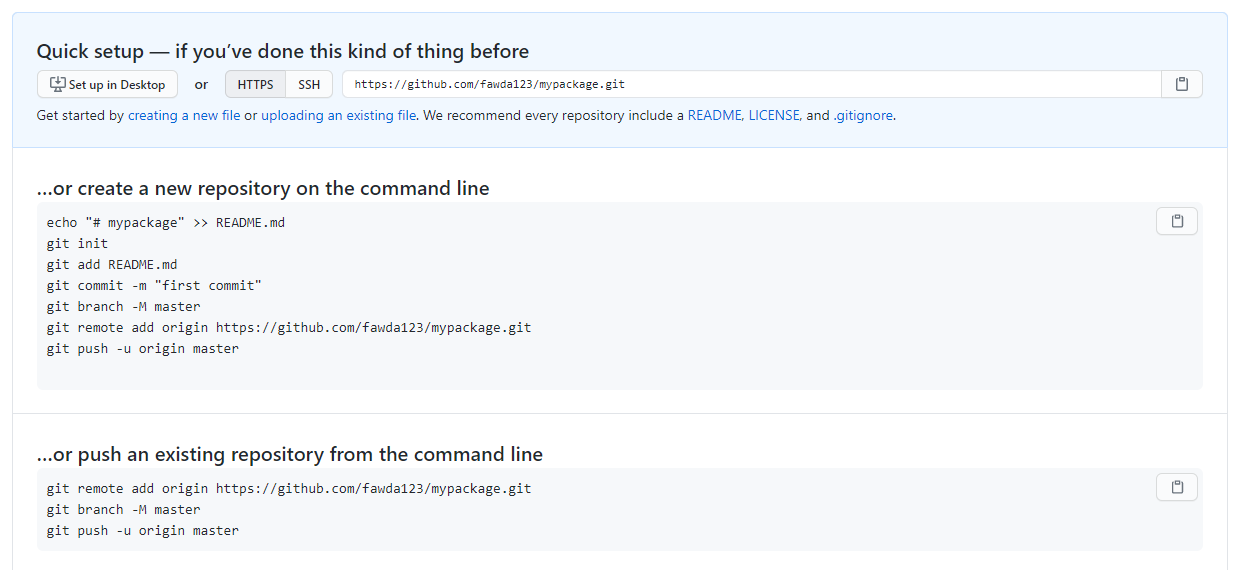 Quick setup — if you’ve done this kind of thing before
Set up in Desktop or HTTPS SSH https://github.com/fawda123/mypackage.git
Get started by creating a new file or uploading an existing file. We recommend every repository include a README, LICENSE, and .gitignore.
…or create a new repository on the command line
echo "# mypackage" >> README.md
git init
git add README.md
git commit -m "first commit"
git branch -M master
git remote add origin https://github.com/fawda123/mypackage.git
git push -u origin master
…or push an existing repository from the command line
git remote add origin https://github.com/fawda123/mypackage.git
git branch -M master
git push -u origin master